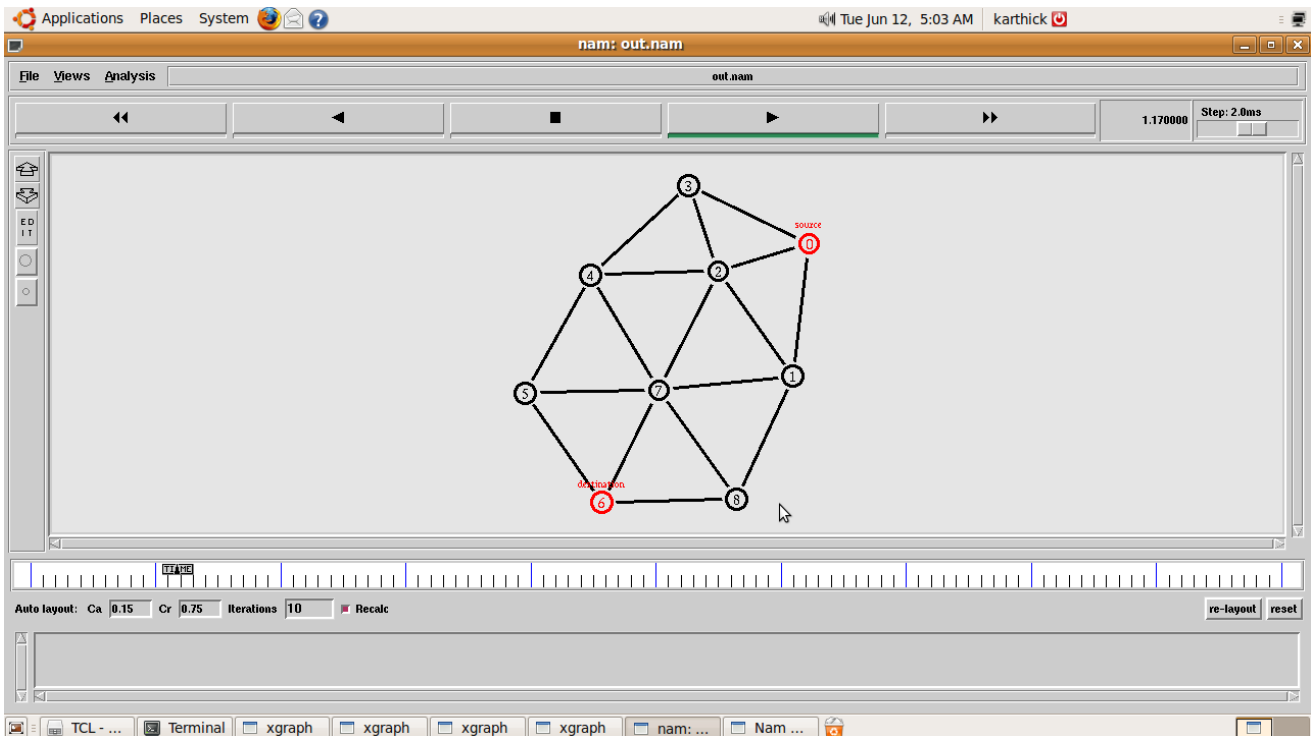 Applications Places System Tue Jun 12, 5:03 AM karthick
nam: out.nam
File Views Analysis out.nam
1.170000 Step: 2.0ms
ED
IT
3
source
0
4
2
1
5
7
destination
6
8
TIME
Auto layout: Ca 0.15 Cr 0.75 Iterations 10 Recalc re-layout reset
TCL - ... Terminal xgraph xgraph xgraph xgraph nam: ... Nam ...